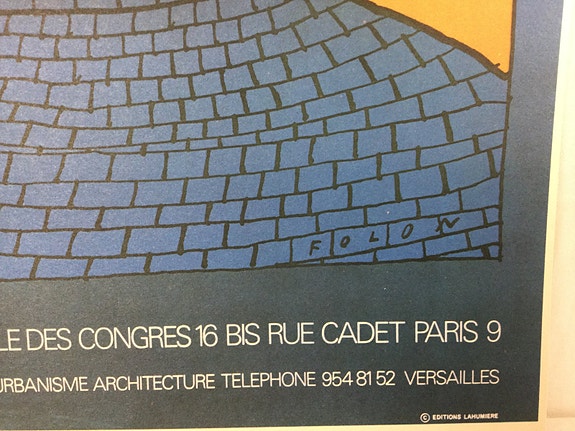 FOLON
LE DES CONGRES 16 BIS RUE CADET PARIS 9
URBANISME ARCHITECTURE TELEPHONE 954 81 52 VERSAILLES
© EDITIONS LAHUMIERE